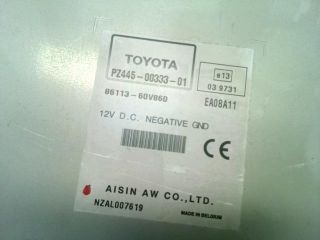 TOYOTA
PZ445-00333-01
e13
03 9731
86113-60V860
EA08A11
12V D.C. NEGATIVE GND
CE
AISIN AW CO.,LTD.
NZAL007619
MADE IN BELGIUM